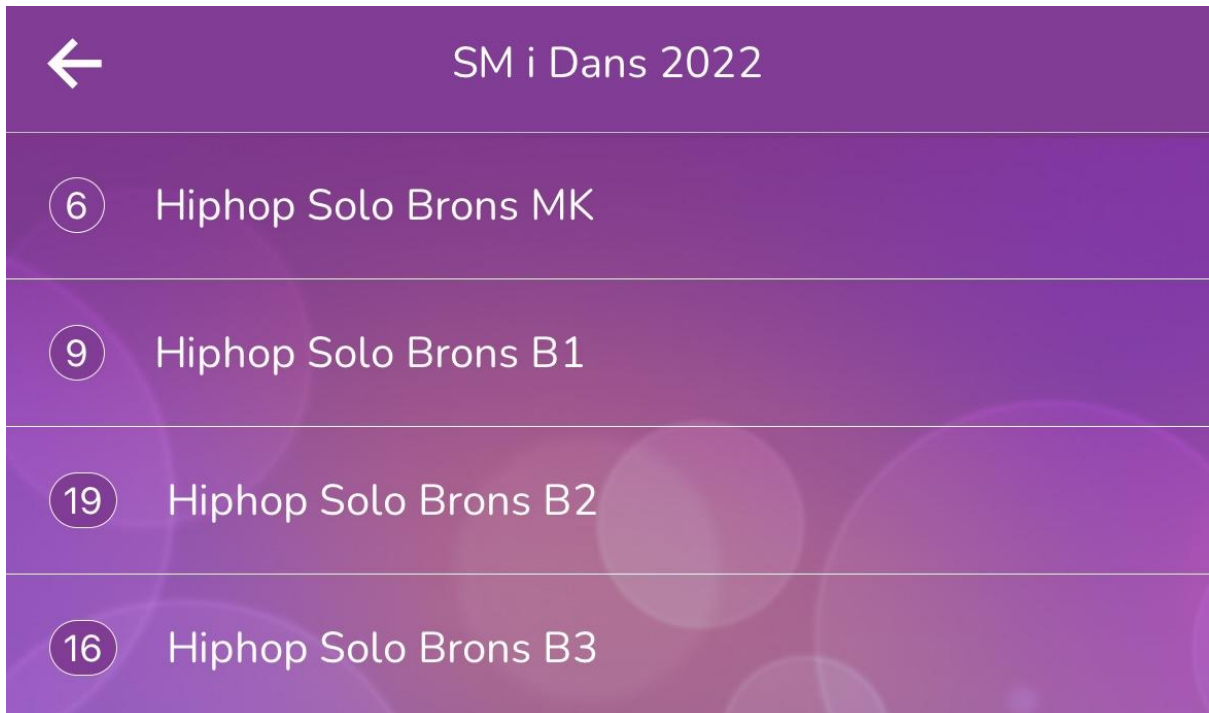 SM i Dans 2022
6 Hiphop Solo Brons MK
9 Hiphop Solo Brons B1
19 Hiphop Solo Brons B2
16 Hiphop Solo Brons B3